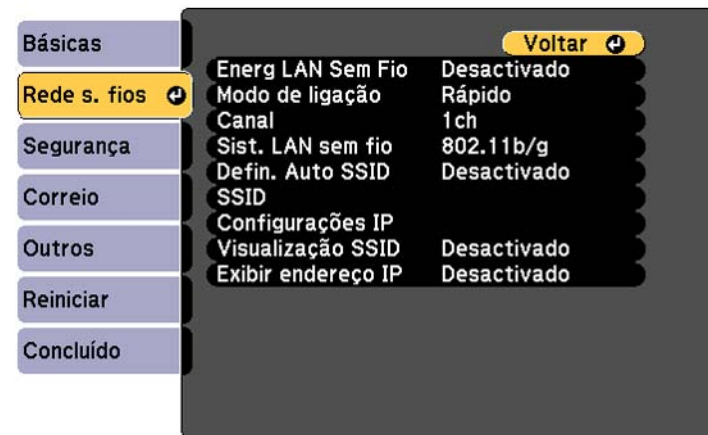 Básicas
Rede s. fios
Segurança
Correio
Outros
Reiniciar
Concluído
Voltar
Energ LAN Sem Fio Desactivado
Modo de ligação Rápido
Canal 1ch
Sist. LAN sem fio 802.11b/g
Defin. Auto SSID Desactivado
SSID
Configurações IP
Visualização SSID Desactivado
Exibir endereço IP Desactivado